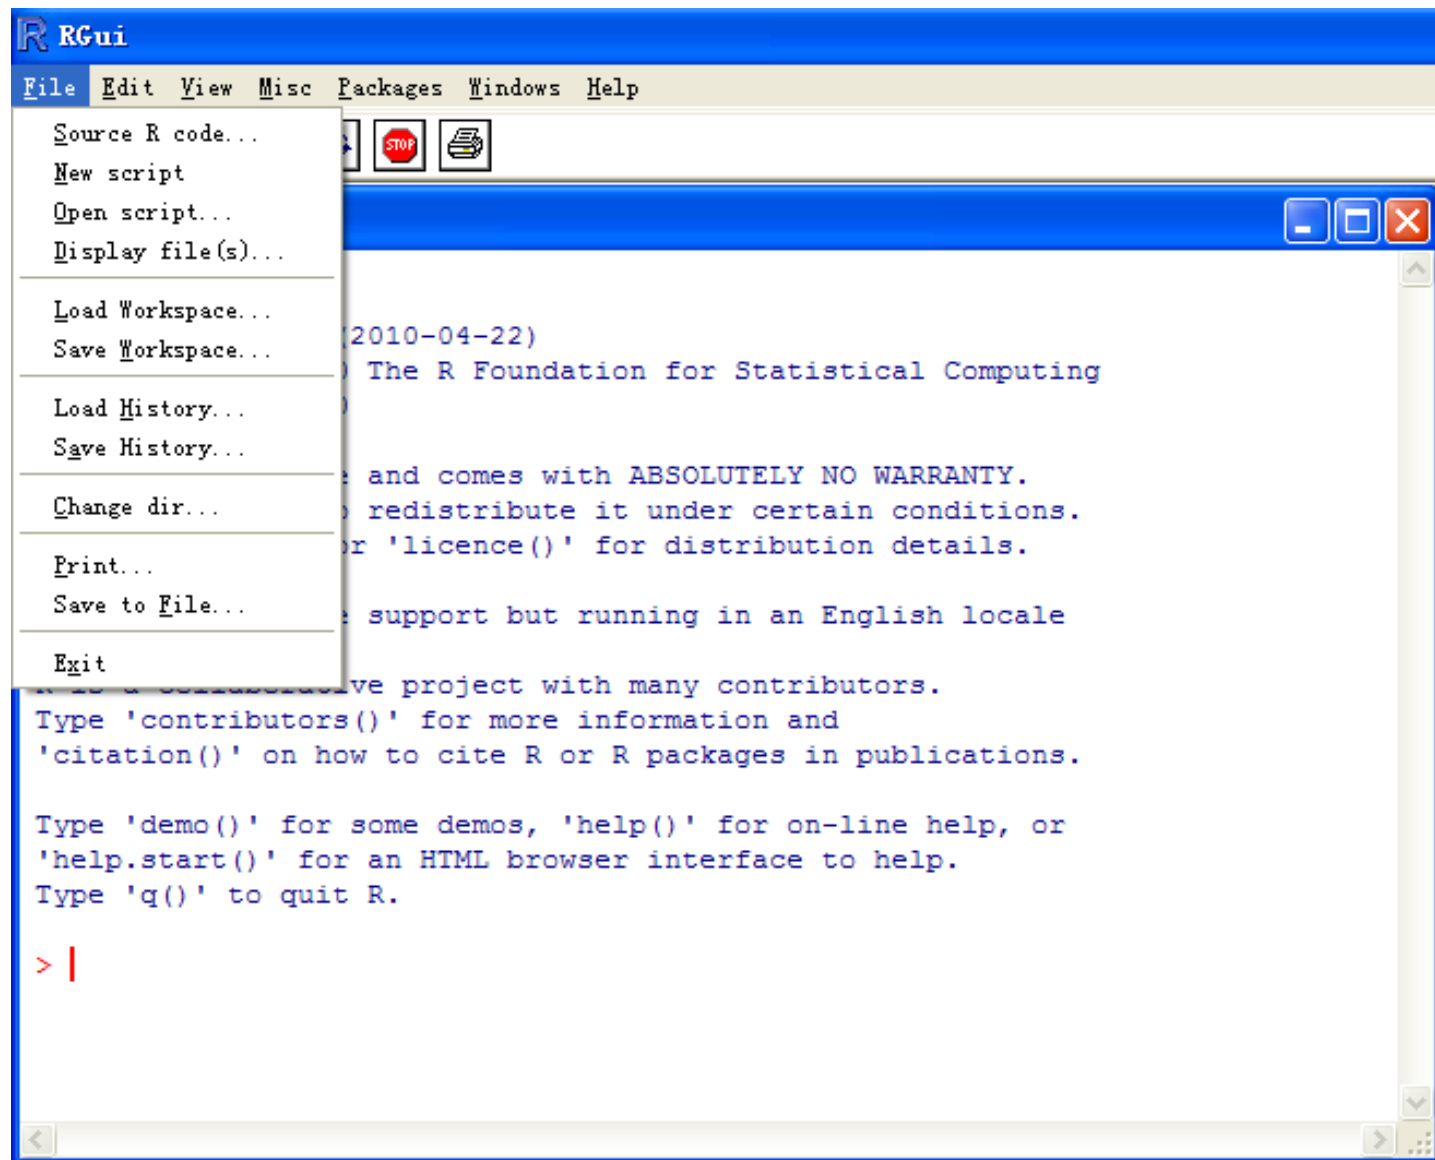 RGui
File Edit View Misc Packages Windows Help
Source R code...
New script
Open script...
Display file(s)...
Load Workspace...
Save Workspace...
Load History...
Save History...
Change dir...
Print...
Save to File...
Exit
STOP
(2010-04-22)
) The R Foundation for Statistical Computing
)
and comes with ABSOLUTELY NO WARRANTY.
redistribute it under certain conditions.
or 'licence()' for distribution details.
support but running in an English locale
R is a collaborative project with many contributors.
Type 'contributors()' for more information and
'citation()' on how to cite R or R packages in publications.
Type 'demo()' for some demos, 'help()' for on-line help, or
'help.start()' for an HTML browser interface to help.
Type 'q()' to quit R.
>